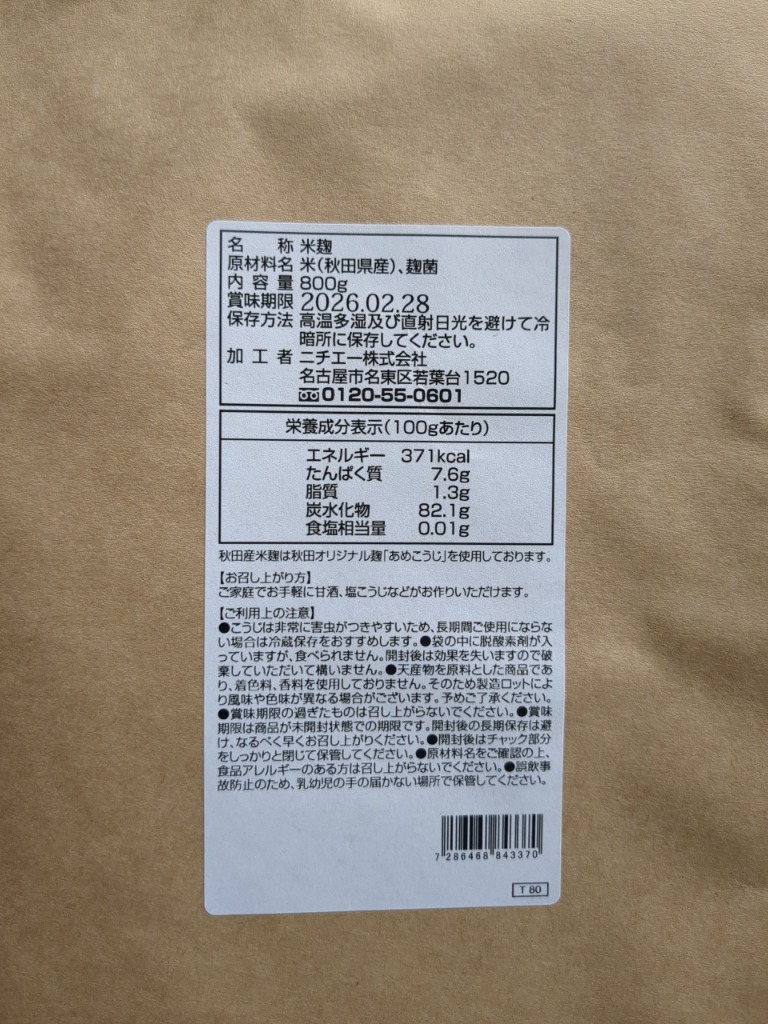 名称 米麹
原材料名 米(秋田県産)、麹菌
内容量 800g
賞味期限 2026.02.28
保存方法 高温多湿及び直射日光を避けて冷
暗所に保存してください。
加工者 ニチエー株式会社
名古屋市名東区若葉台1520
0120-55-0601
栄養成分表示(100gあたり)
エネルギー 371kcal
たんぱく質 7.6g
脂質 1.3g
炭水化物 82.1g
食塩相当量 0.01g
秋田産米麹は秋田オリジナル麹「あめこうじ」を使用しております。
【お召し上がり方】
ご家庭でお手軽に甘酒、塩こうじなどがお作りいただけます。
【ご利用上の注意】
●こうじは非常に害虫がつきやすいため、長期間ご使用にならな
い場合は冷蔵保存をおすすめします。●袋の中に脱酸素剤が入
っていますが、食べられません。開封後は効果を失いますので破
棄していただいて構いません。●天産物を原料とした商品であ
り、着色料、香料を使用しておりません。そのため製造ロットによ
り風味や色味が異なる場合がございます。予めご了承ください。
●賞味期限の過ぎたものは召し上がらないでください。●賞味
期限は商品が未開封状態での期限です。開封後の長期保存は避
け、なるべく早くお召し上がりください。●開封後はチャック部分
をしっかりと閉じて保管してください。●原材料名をご確認の上、
食品アレルギーのある方は召し上がらないでください。●誤飲事
故防止のため、乳幼児の手の届かない場所で保管してください。
7 286468 843370
T 80